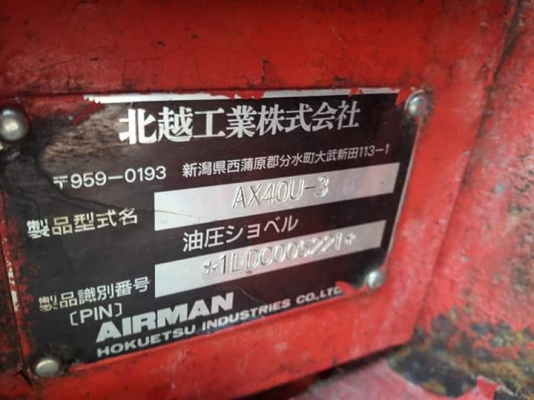 北越工業株式会社
〒959-0193 新潟県西蒲原郡分水町大武新田113-1
製品型式名 AX40U-3
油圧ショベル
製品識別番号 *1LDC005221*
〔PIN〕
AIRMAN
HOKUETSU INDUSTRIES CO.,LTD.